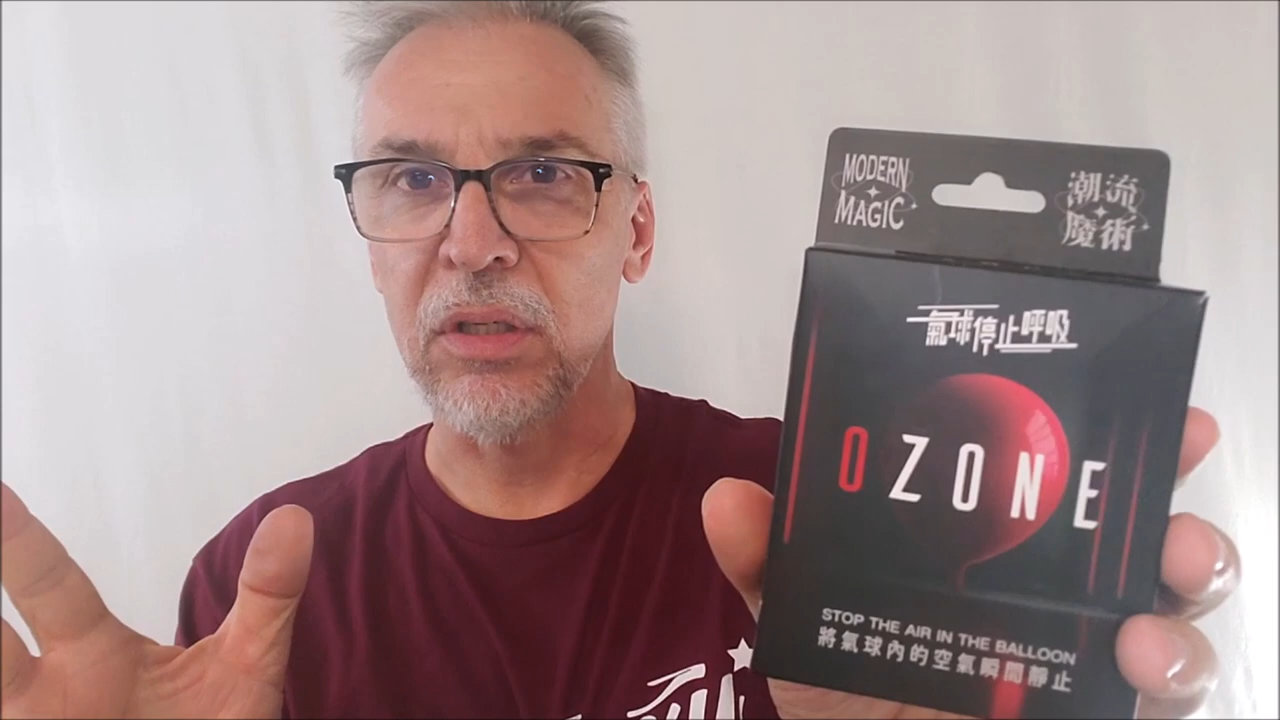 MODERN
MAGIC
潮流
魔術
氣球停止呼吸
OZONE
STOP THE AIR IN THE BALLOON
將氣球內的空氣瞬間靜止